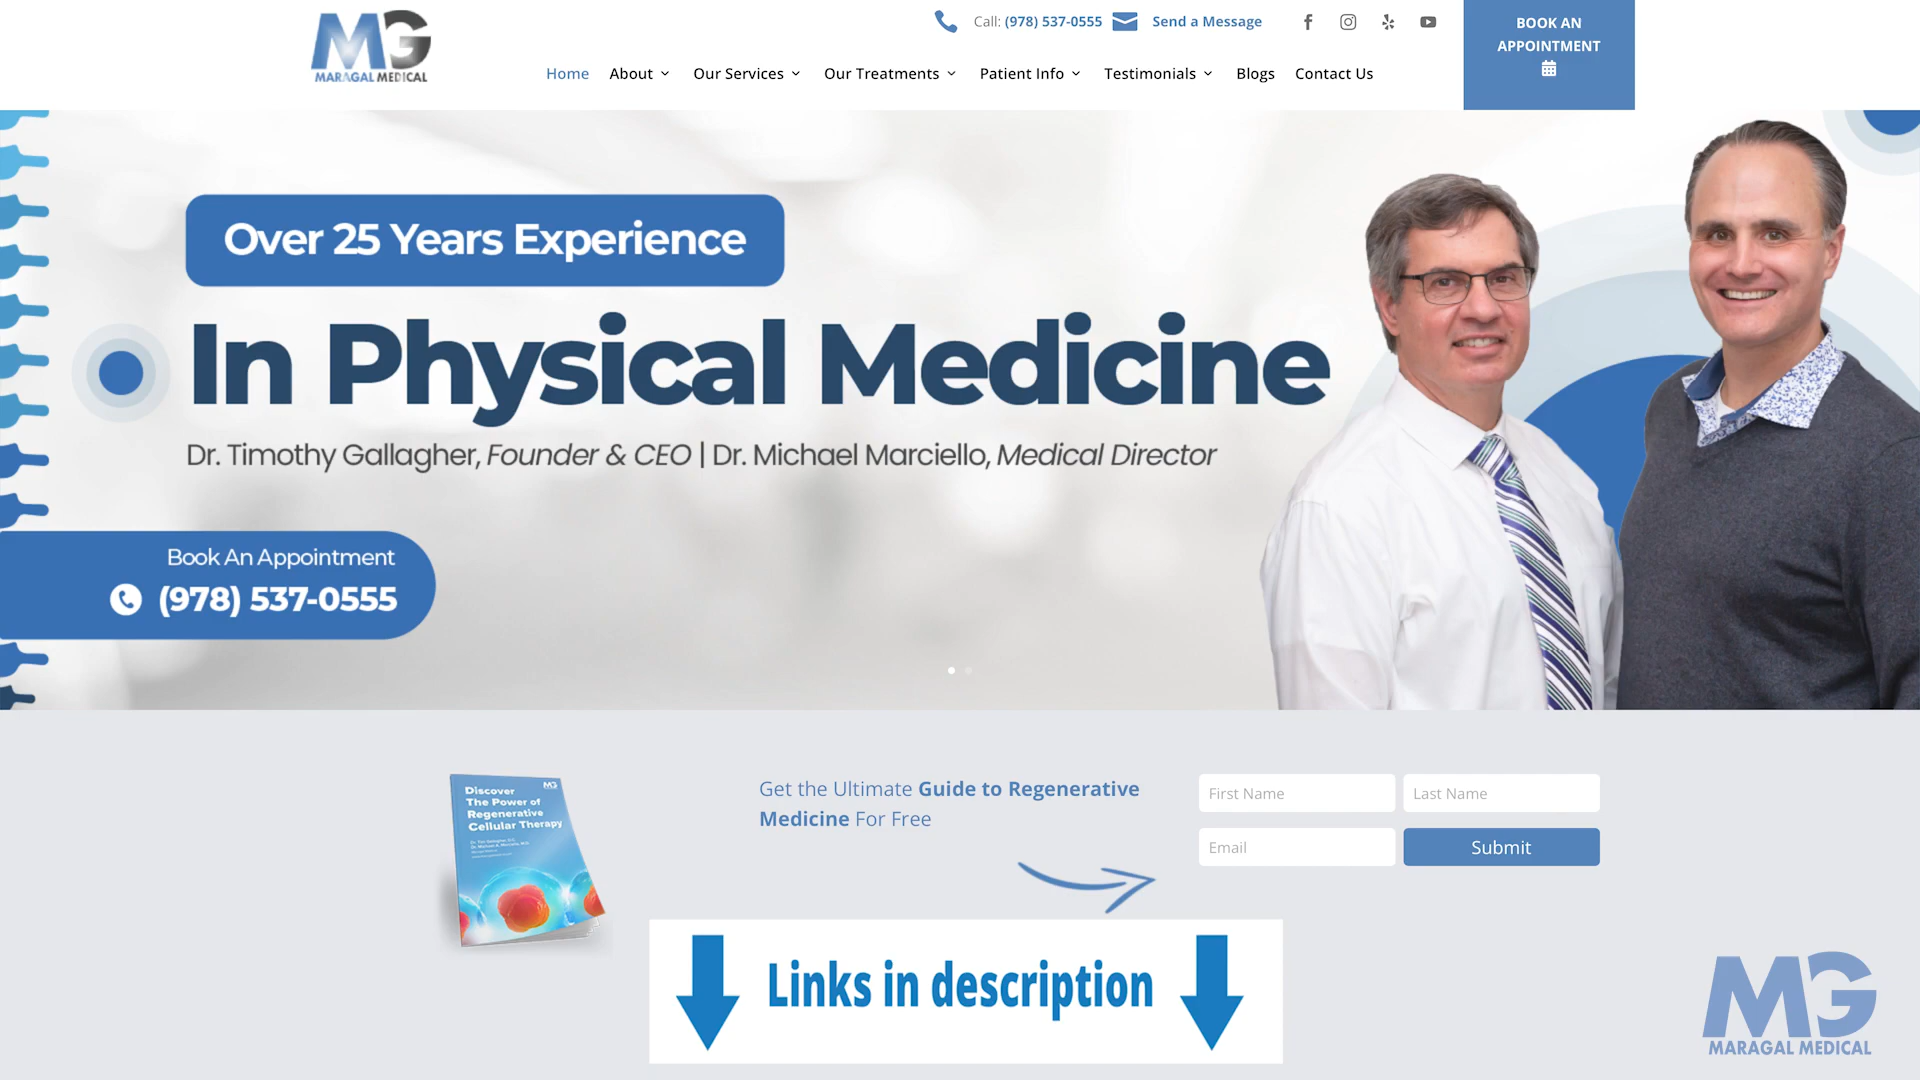 MG
MARAGAL MEDICAL
Call: (978) 537-0555
Send a Message
BOOK AN
APPOINTMENT
Home
About
Our Services
Our Treatments
Patient Info
Testimonials
Blogs
Contact Us
Over 25 Years Experience
In Physical Medicine
Dr. Timothy Gallagher, Founder & CEO | Dr. Michael Marciello, Medical Director
Book An Appointment
(978) 537-0555
MG
Discover
The Power of
Regenerative
Cellular Therapy
Get the Ultimate Guide to Regenerative
Medicine For Free
First Name
Last Name
Email
Submit
Links in description
MG
MARAGAL MEDICAL